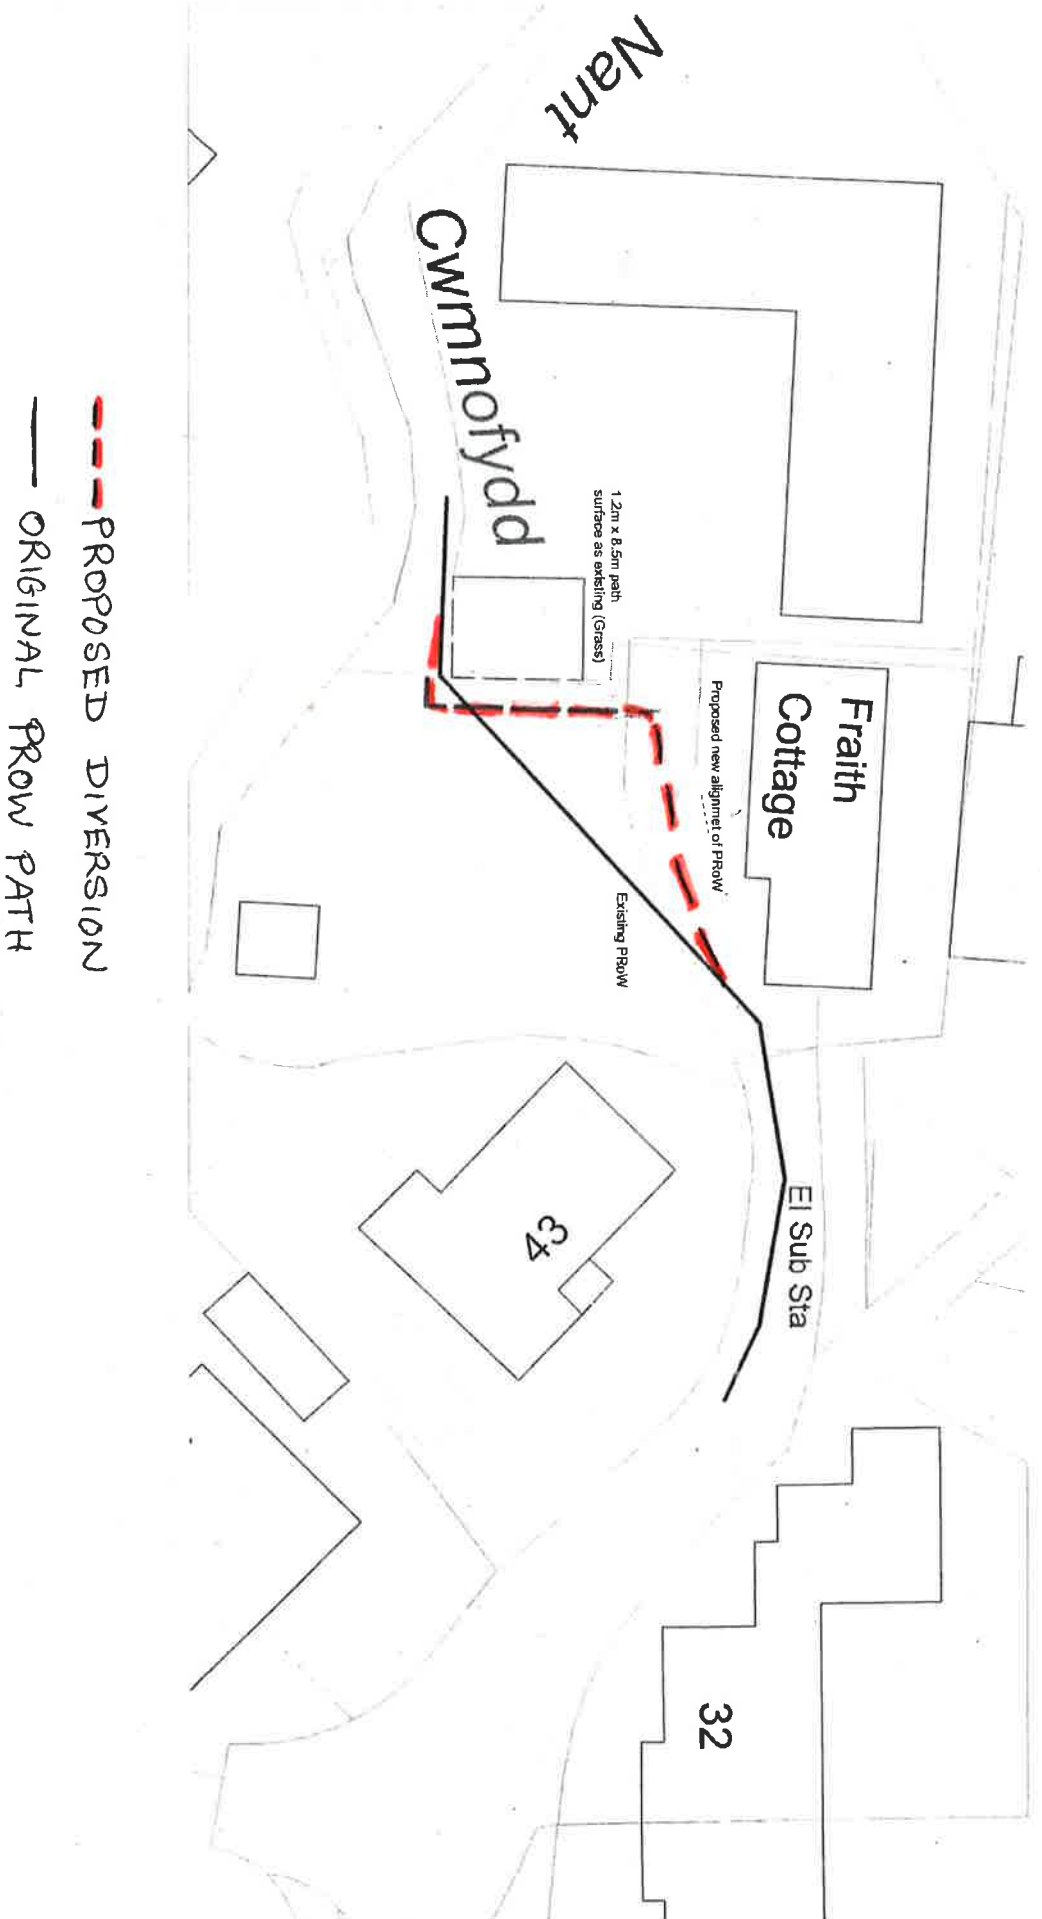 Nant
Cwmnofydd
1.2m x 8.5m path
surface as existing (Grass)
Fraith
Cottage
Proposed new alignmet of PRoW
Existing PRoW
El Sub Sta
43
32
PROPOSED DIVERSION
ORIGINAL PROW PATH